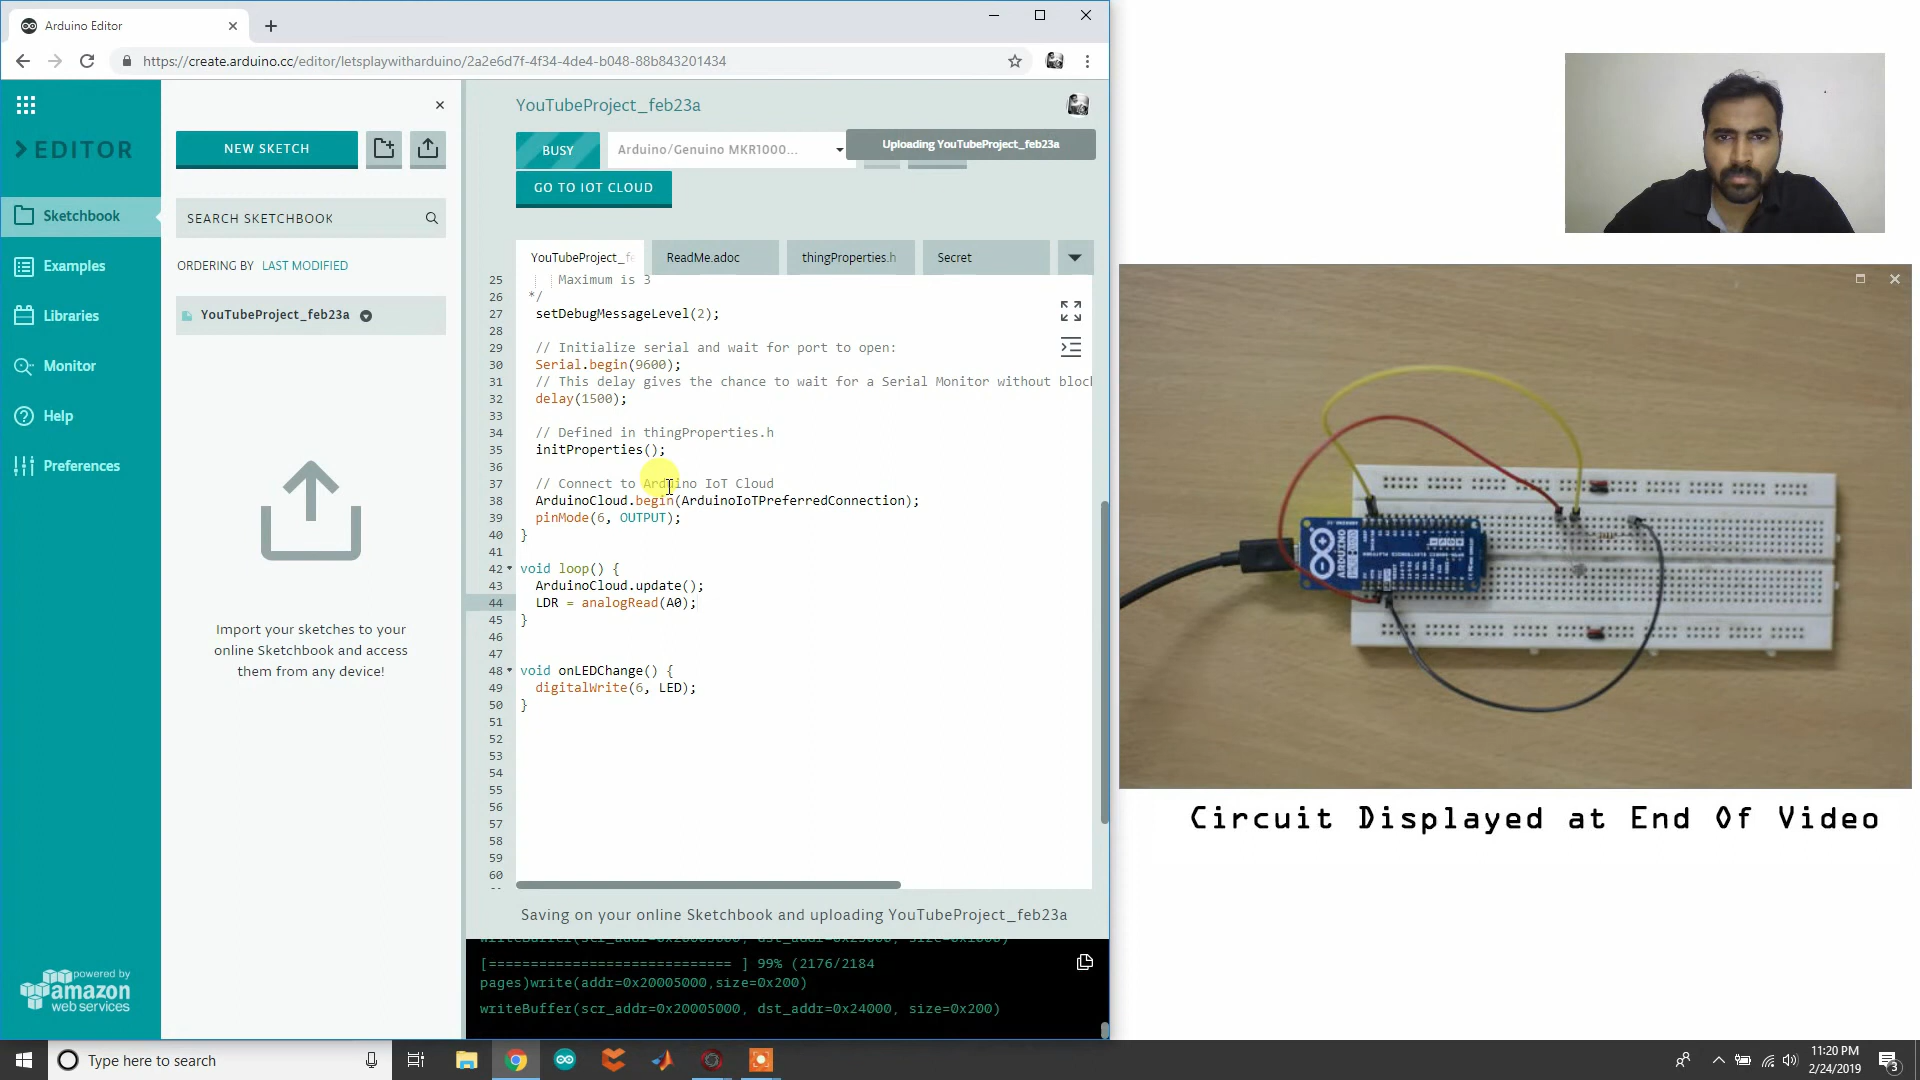 Arduino Editor
https://create.arduino.cc/editor/letsplaywitharduino/2a2e6d7f-4f34-4de4-b048-88b843201434
EDITOR
Sketchbook
Examples
Libraries
Monitor
Help
Preferences
powered by
amazon
web services
NEW SKETCH
SEARCH SKETCHBOOK
ORDERING BY LAST MODIFIED
YouTubeProject_feb23a
Import your sketches to your
online Sketchbook and access
them from any device!
YouTubeProject_feb23a
BUSY
Arduino/Genuino MKR1000...
Uploading YouTubeProject_feb23a
GO TO IOT CLOUD
YouTubeProject_fe
ReadMe.adoc
thingProperties.h
Secret
25 Maximum is 3
26 */
27 setDebugMessageLevel(2);
28
29 // Initialize serial and wait for port to open:
30 Serial.begin(9600);
31 // This delay gives the chance to wait for a Serial Monitor without bloc
32 delay(1500);
33
34 // Defined in thingProperties.h
35 initProperties();
36
37 // Connect to Arduino IoT Cloud
38 ArduinoCloud.begin(ArduinoIoTPreferredConnection);
39 pinMode(6, OUTPUT);
40 }
41
42 void loop() {
43 ArduinoCloud.update();
44 LDR = analogRead(A0);
45 }
46
47
48 void onLEDChange() {
49 digitalWrite(6, LED);
50 }
51
52
53
54
55
56
57
58
59
60
Saving on your online Sketchbook and uploading YouTubeProject_feb23a
writeBuffer(scr_addr=0x20005000, dst_addr=0x23000, size=0x1000)
[============================ ] 99% (2176/2184
pages)write(addr=0x20005000,size=0x200)
writeBuffer(scr_addr=0x20005000, dst_addr=0x24000, size=0x200)
ARDUINO
Circuit Displayed at End Of Video
Type here to search
11:20 PM
2/24/2019
3